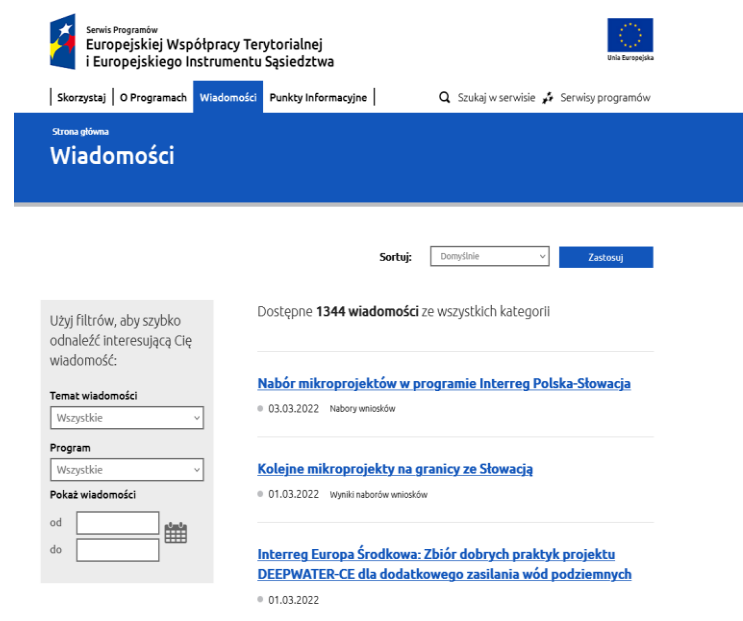 Serwis Programów
Europejskiej Współpracy Terytorialnej
i Europejskiego Instrumentu Sąsiedztwa
Unia Europejska
Skorzystaj O Programach Wiadomości Punkty Informacyjne Szukaj w serwisie Serwisy programów
Strona główna
Wiadomości
Sortuj: Domyślnie Zastosuj
Użyj filtrów, aby szybko
odnaleźć interesującą Cię
wiadomość:
Temat wiadomości
Wszystkie
Program
Wszystkie
Pokaż wiadomości
od
do
Dostępne 1344 wiadomości ze wszystkich kategorii
Nabór mikroprojektów w programie Interreg Polska-Słowacja
03.03.2022 Nabory wniosków
Kolejne mikroprojekty na granicy ze Słowacją
01.03.2022 Wyniki naborów wniosków
Interreg Europa Środkowa: Zbiór dobrych praktyk projektu
DEEPWATER-CE dla dodatkowego zasilania wód podziemnych
01.03.2022